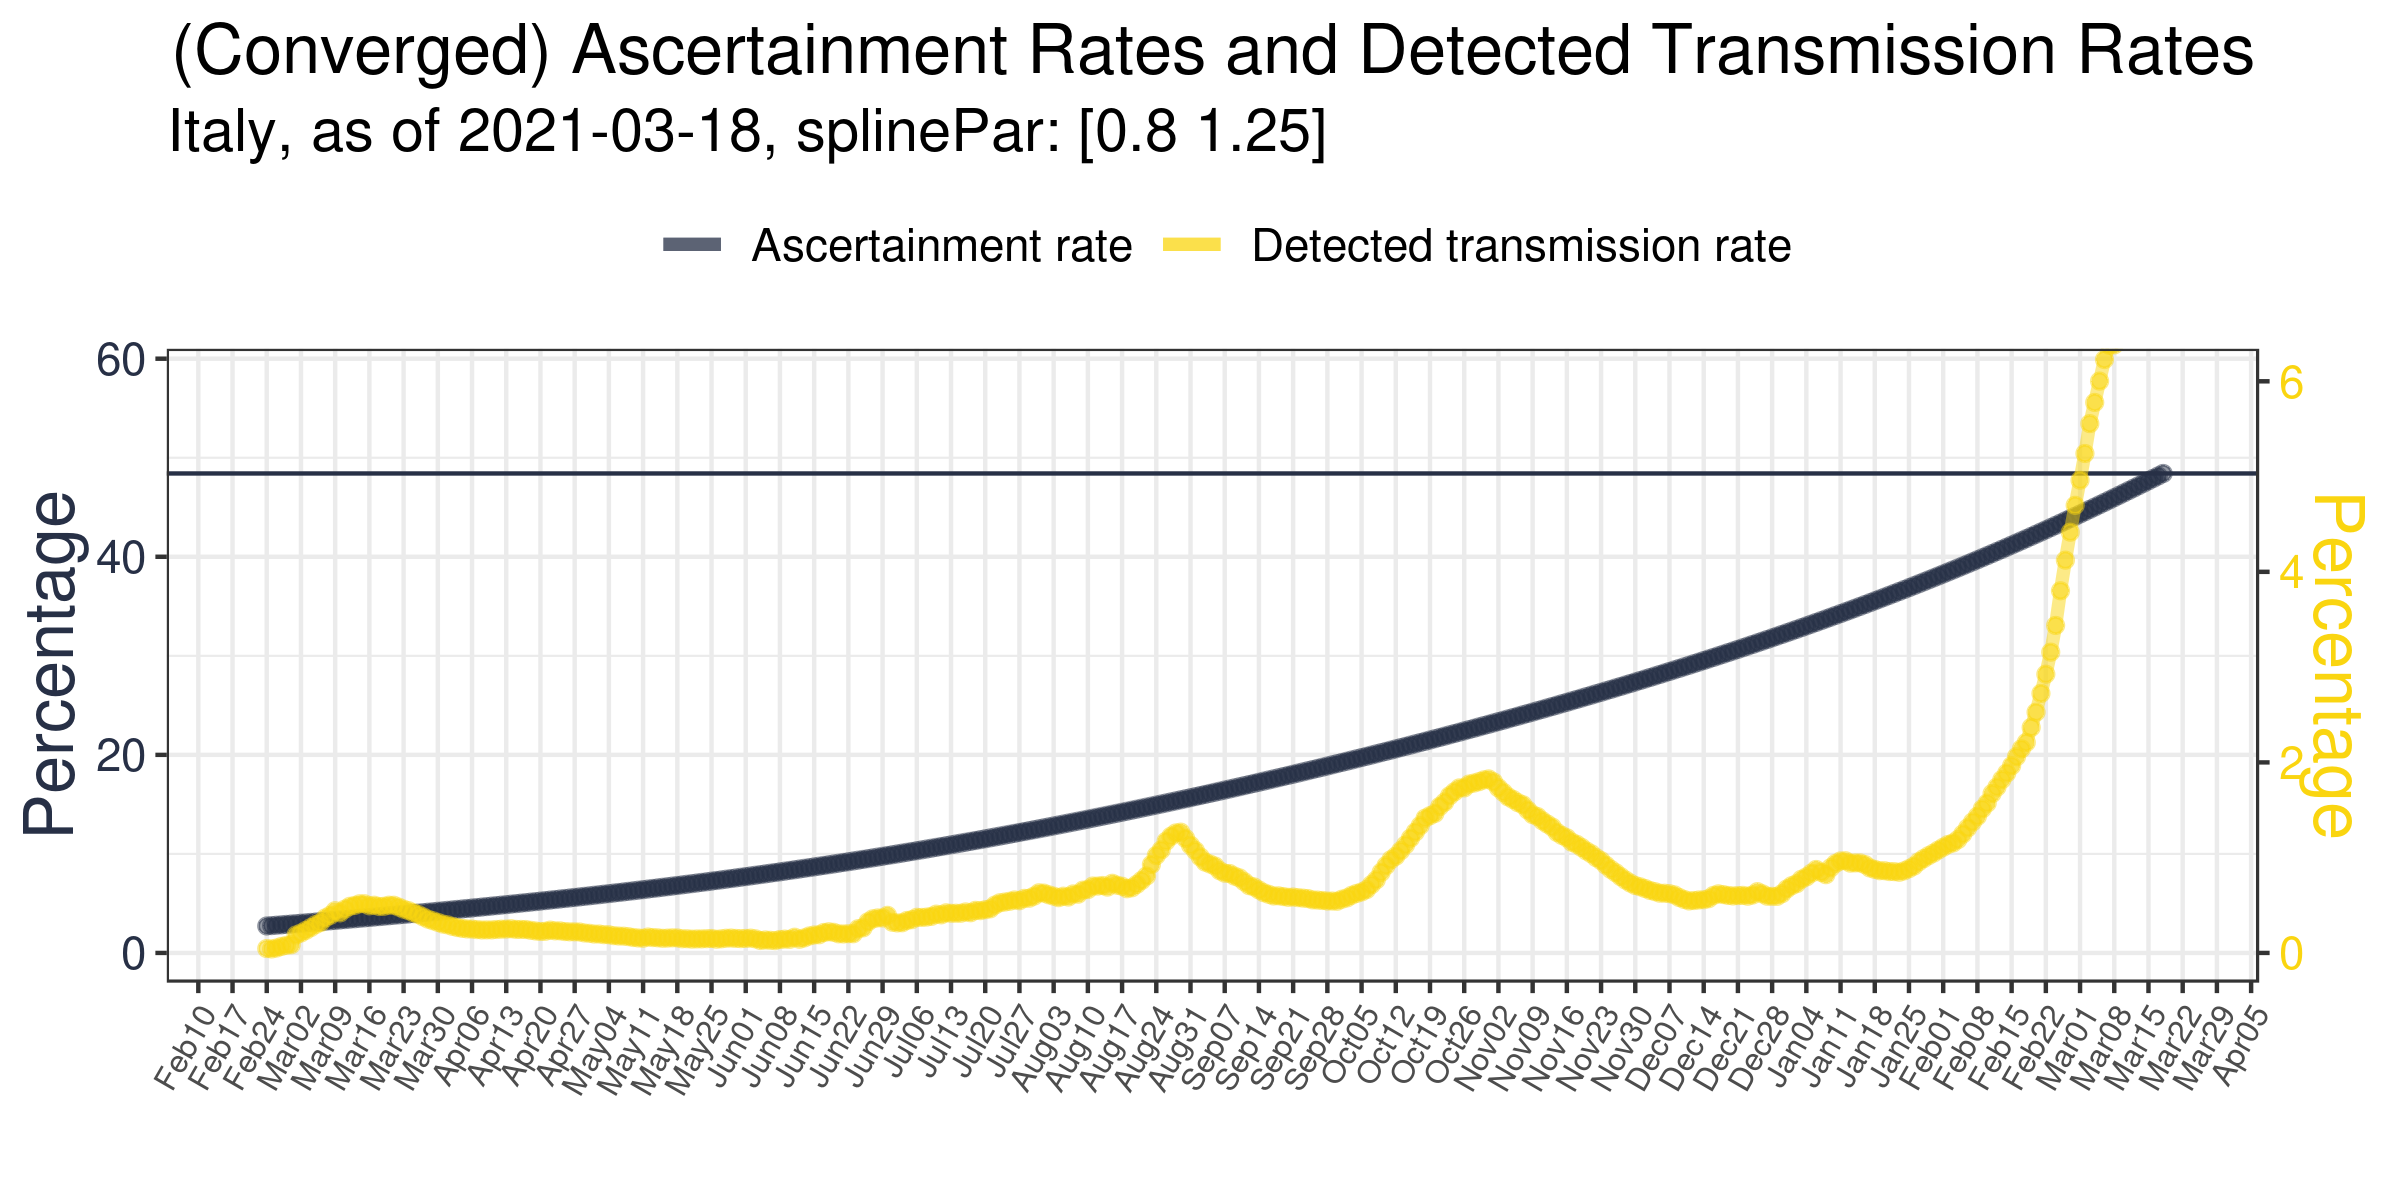 (Converged) Ascertainment Rates and Detected Transmission Rates
Italy, as of 2021-03-18, splinePar: [0.8 1.25]
Ascertainment rate Detected transmission rate
Percentage
60
40
20
0
6
4
2
0
Percentage
Feb10 Feb17 Feb24 Mar02 Mar09 Mar16 Mar23 Mar30 Apr06 Apr13 Apr20 Apr27 May04 May11 May18 May25 Jun01 Jun08 Jun15 Jun22 Jun29 Jul06 Jul13 Jul20 Jul27 Aug03 Aug10 Aug17 Aug24 Aug31 Sep07 Sep14 Sep21 Sep28 Oct05 Oct12 Oct19 Oct26 Nov02 Nov09 Nov16 Nov23 Nov30 Dec07 Dec14 Dec21 Dec28 Dec04 Jan11 Jan18 Jan25 Feb01 Feb08 Feb15 Feb22 Mar01 Mar08 Mar15 Mar22 Mar29 Apr05